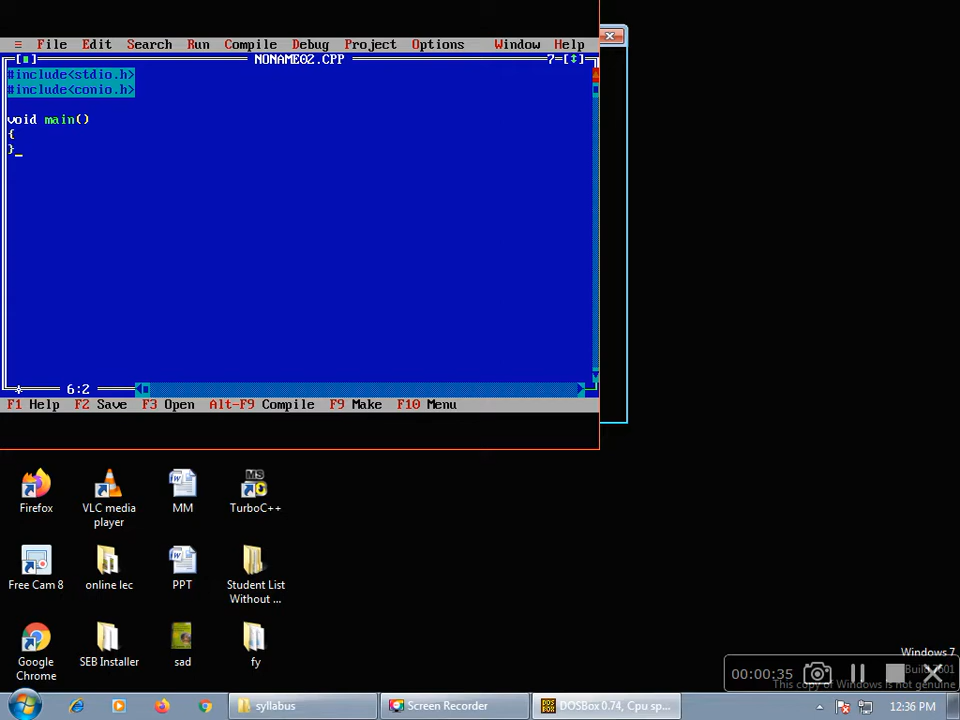 ≡ File Edit Search Run Compile Debug Project Options Window Help
NONAME02.CPP 7
#include<stdio.h>
#include<conio.h>
void main()
{
}_
6:2
F1 Help F2 Save F3 Open Alt-F9 Compile F9 Make F10 Menu
MS
Firefox
VLC media player
MM
TurboC++
Free Cam 8
online lec
PPT
Student List Without ...
Google Chrome
SEB Installer
sad
fy
Windows 7
00:00:35
This copy of Windows is not genuine
syllabus
Screen Recorder
DOS BOX
DOSBox 0.74, Cpu sp...
12:36 PM